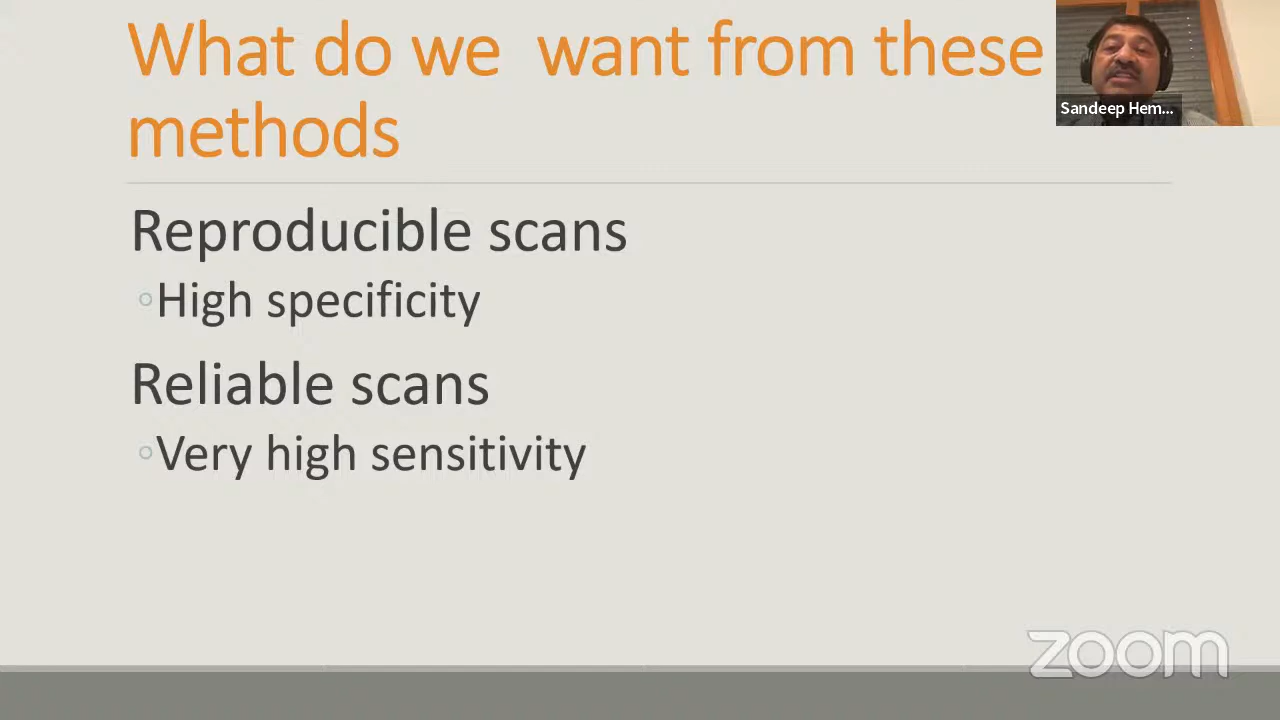 What do we want from these
methods
Sandeep Hem...
Reproducible scans
◦High specificity
Reliable scans
◦Very high sensitivity
zoom